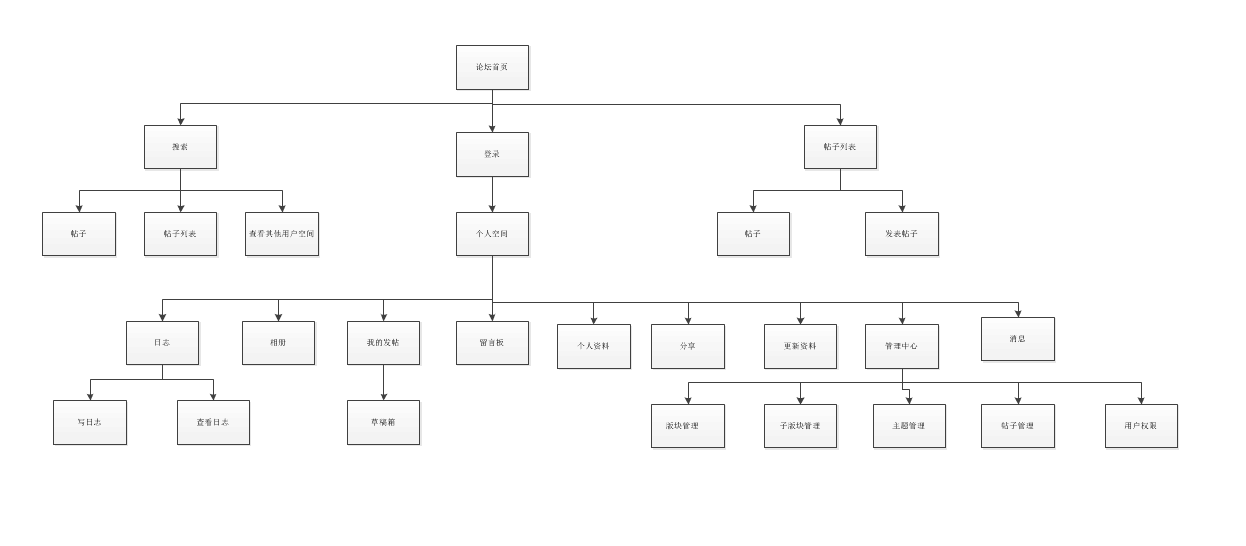 论坛首页
搜索
登录
帖子列表
帖子
帖子列表
查看其他用户空间
个人空间
帖子
发表帖子
日志
相册
我的发帖
留言板
个人资料
分享
更新资料
管理中心
消息
写日志
查看日志
草稿箱
版块管理
子版块管理
主题管理
帖子管理
用户权限